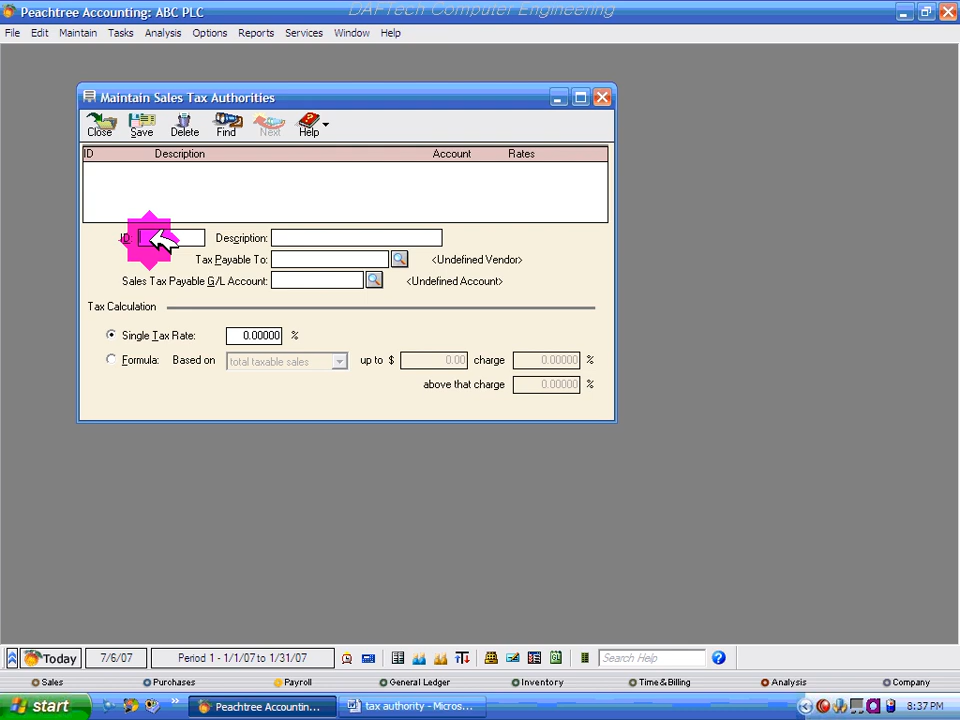 Peachtree Accounting: ABC PLC
DAFTech Computer Engineering
File Edit Maintain Tasks Analysis Options Reports Services Window Help
Maintain Sales Tax Authorities
Close Save Delete Find Next Help
ID Description Account Rates
ID: Description:
Tax Payable To: <Undefined Vendor>
Sales Tax Payable G/L Account: <Undefined Account>
Tax Calculation
Single Tax Rate: 0.00000 %
Formula: Based on total taxable sales up to $ 0.00 charge 0.00000 %
above that charge 0.00000 %
Today 7/6/07 Period 1 - 1/1/07 to 1/31/07 Search Help
Sales Purchases Payroll General Ledger Inventory Time & Billing Analysis Company
start Peachtree Accountin... tax authority - Micros... 8:37 PM